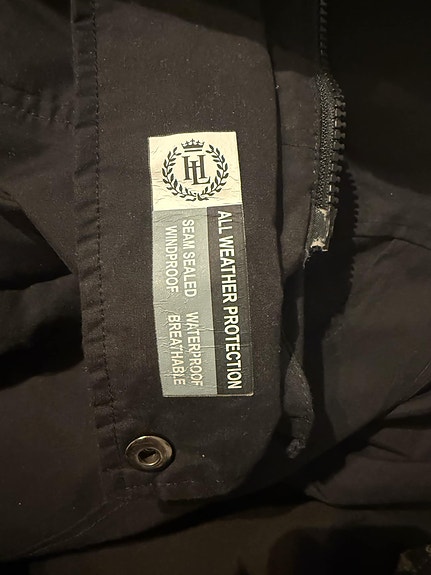 HL
ALL WEATHER PROTECTION
SEAM SEALED WATERPROOF
WINDPROOF BREATHABLE